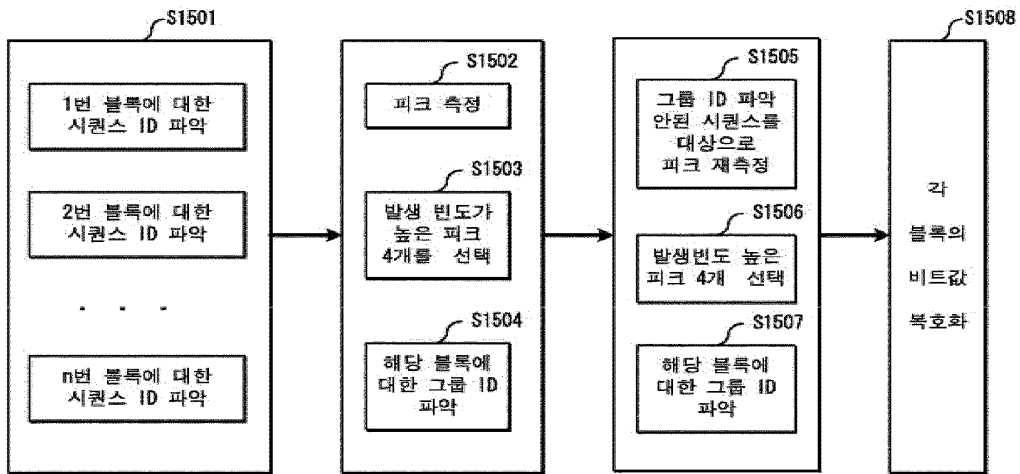 S1501
1번 블록에 대한
시퀀스 ID 파악
2번 블록에 대한
시퀀스 ID 파악
. . .
n번 블록에 대한
시퀀스 ID 파악
S1502
피크 측정
S1503
발생 빈도가
높은 피크
4개를 선택
S1504
해당 블록에
대한 그룹 ID
파악
S1505
그룹 ID 파악
안된 시퀀스를
대상으로
피크 재측정
S1506
발생빈도 높은
피크 4개 선택
S1507
해당 블록에
대한 그룹 ID
파악
S1508
각
블록의
비트값
복호화